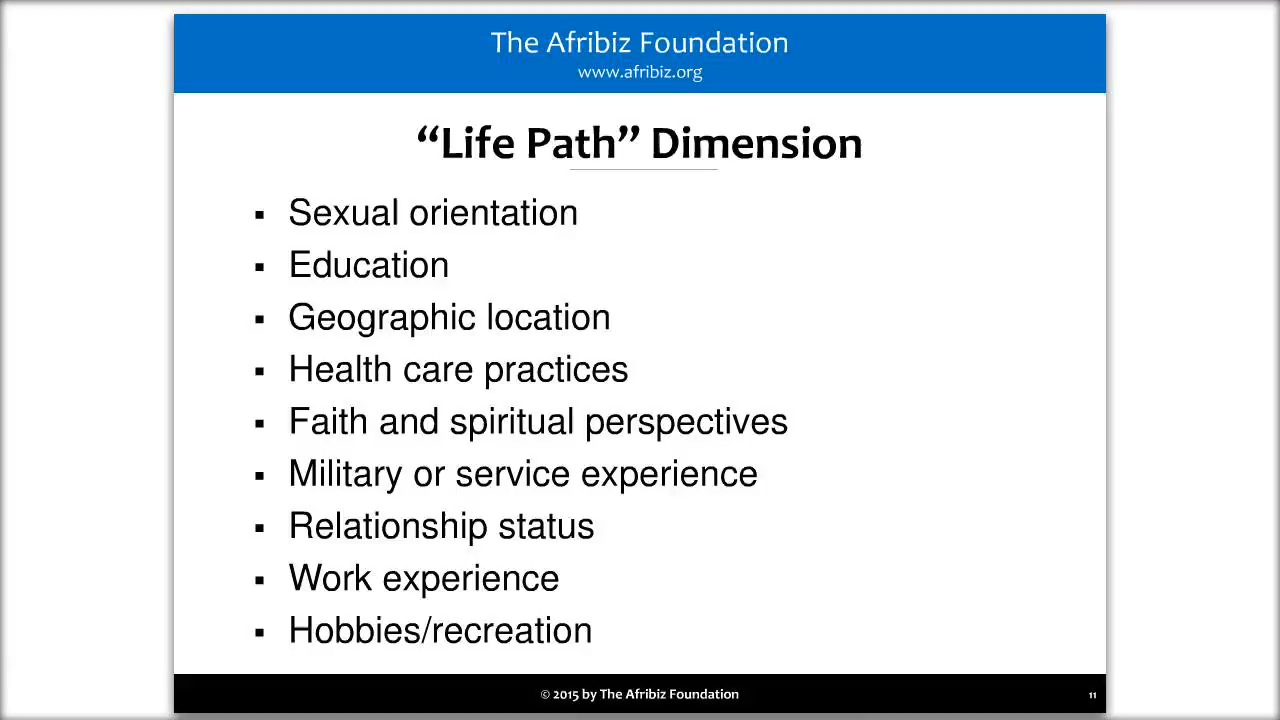 The Afribiz Foundation
www.afribiz.org
“Life Path” Dimension
▪ Sexual orientation
▪ Education
▪ Geographic location
▪ Health care practices
▪ Faith and spiritual perspectives
▪ Military or service experience
▪ Relationship status
▪ Work experience
▪ Hobbies/recreation
© 2015 by The Afribiz Foundation
11